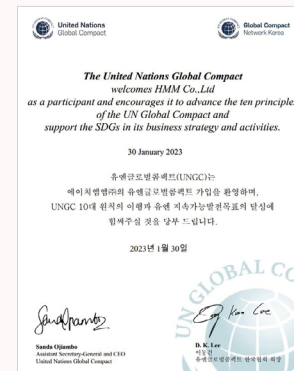 United Nations
Global Compact
Global Compact
Network Korea
The United Nations Global Compact
welcomes HMM Co.,Ltd
as a participant and encourages it to advance the ten principles
of the UN Global Compact and
support the SDGs in its business strategy and activities.
30 January 2023
유엔글로벌콤팩트(UNGC)는
에이치엠엠㈜의 유엔글로벌콤팩트 가입을 환영하며,
UNGC 10대 원칙의 이행과 유엔 지속가능발전목표의 달성에
힘써주실 것을 당부 드립니다.
2023년 1월 30일
GLOBAL CO
UN
Sanda Ojiambo
Assistant Secretary-General and CEO
United Nations Global Compact
D. K. Lee
이동건
유엔글로벌콤팩트 한국협회 회장